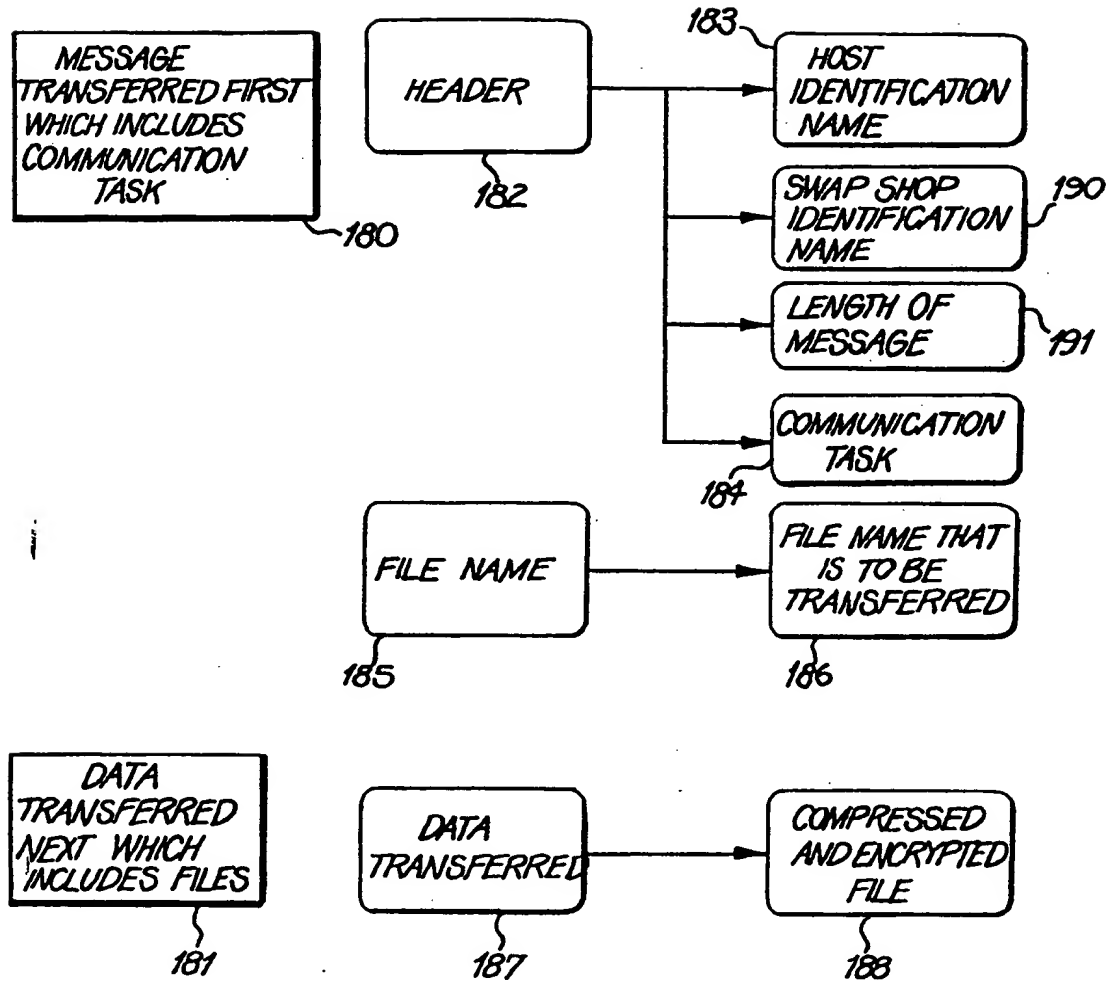 MESSAGE
TRANSFERRED FIRST
WHICH INCLUDES
COMMUNICATION
TASK
180
HEADER
182
183
HOST
IDENTIFICATION
NAME
SWAP SHOP
IDENTIFICATION
NAME
190
LENGTH OF
MESSAGE
191
COMMUNICATION
TASK
184
FILE NAME
185
FILE NAME THAT
IS TO BE
TRANSFERRED
186
DATA
TRANSFERRED
NEXT WHICH
INCLUDES FILES
181
DATA
TRANSFERRED
187
COMPRESSED
AND ENCRYPTED
FILE
188